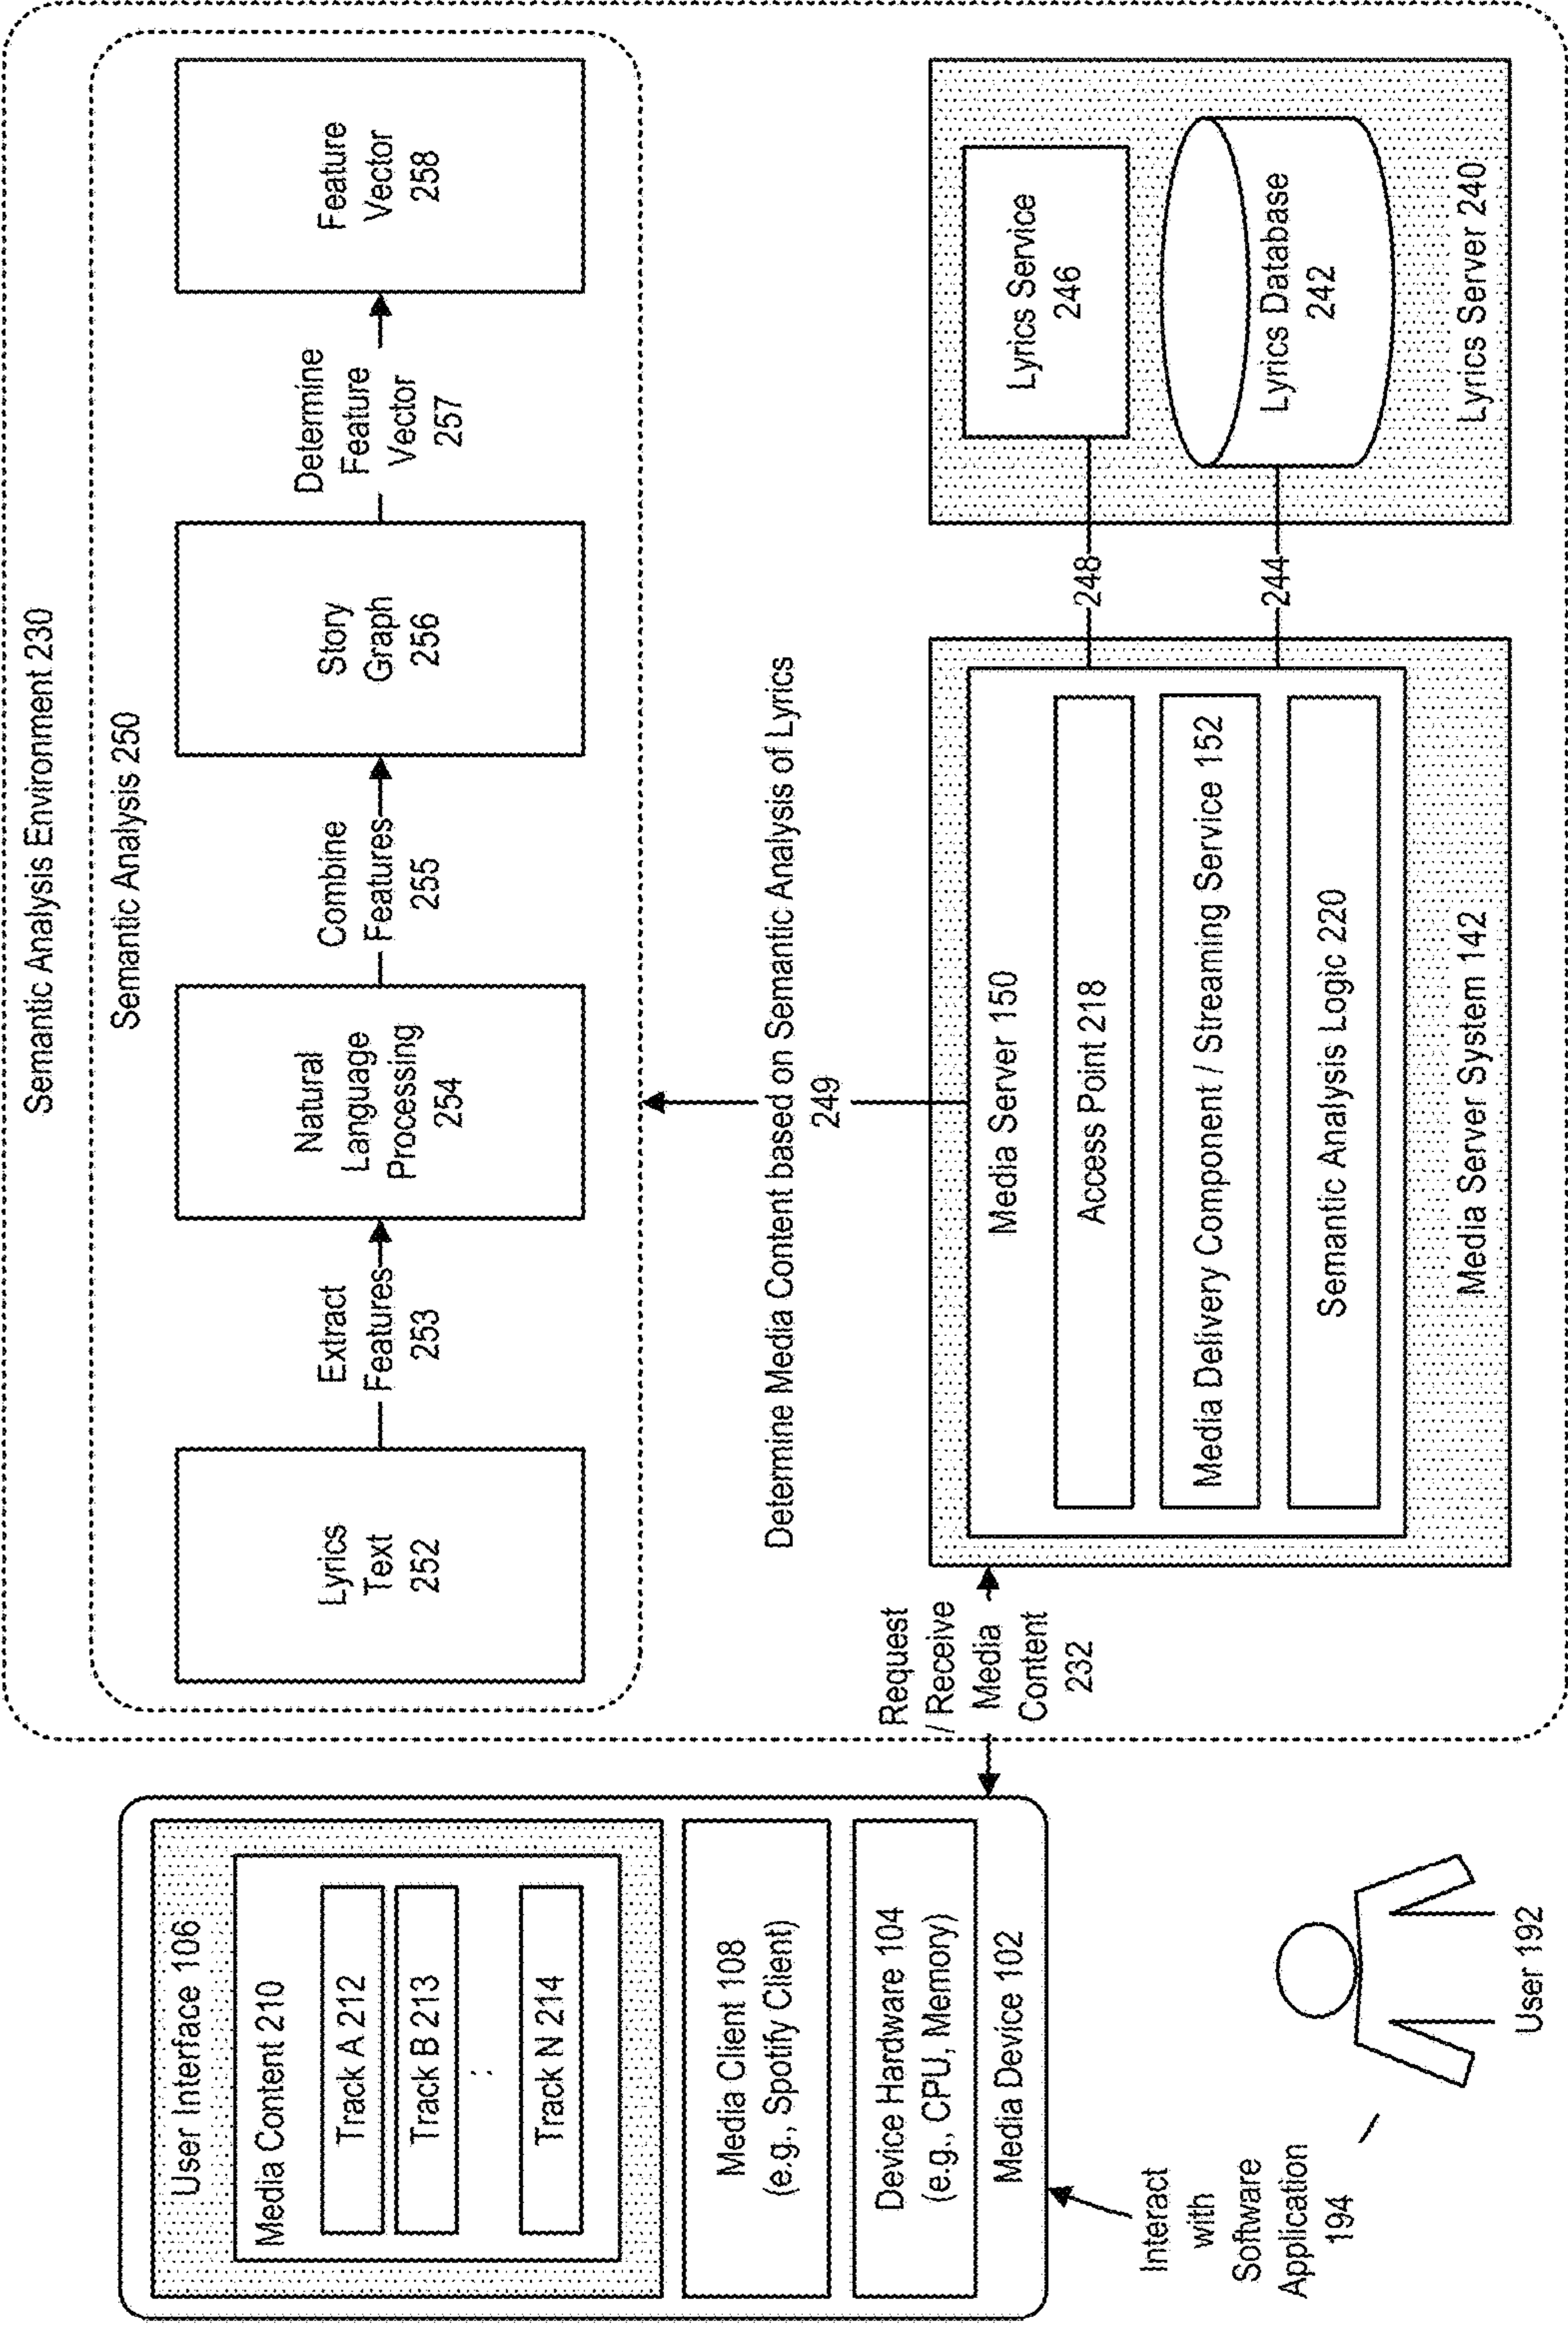 Semantic Analysis Environment 230
Semantic Analysis 250
Lyrics
Text
252
Extract
Features
253
Natural
Language
Processing
254
Combine
Features
255
Story
Graph
256
Determine
Feature
Vector
257
Feature
Vector
258
User Interface 106
Media Content 210
Track A 212
Track B 213
:
Track N 214
Media Client 108
(e.g., Spotify Client)
Device Hardware 104
(e.g., CPU, Memory)
Media Device 102
Interact
with
Software
Application
194
User 192
Request
/ Receive
Media
Content
232
Determine Media Content based on Semantic Analysis of Lyrics
249
Media Server 150
Access Point 218
Media Delivery Component / Streaming Service 152
Semantic Analysis Logic 220
Media Server System 142
248
244
Lyrics Service
246
Lyrics Database
242
Lyrics Server 240